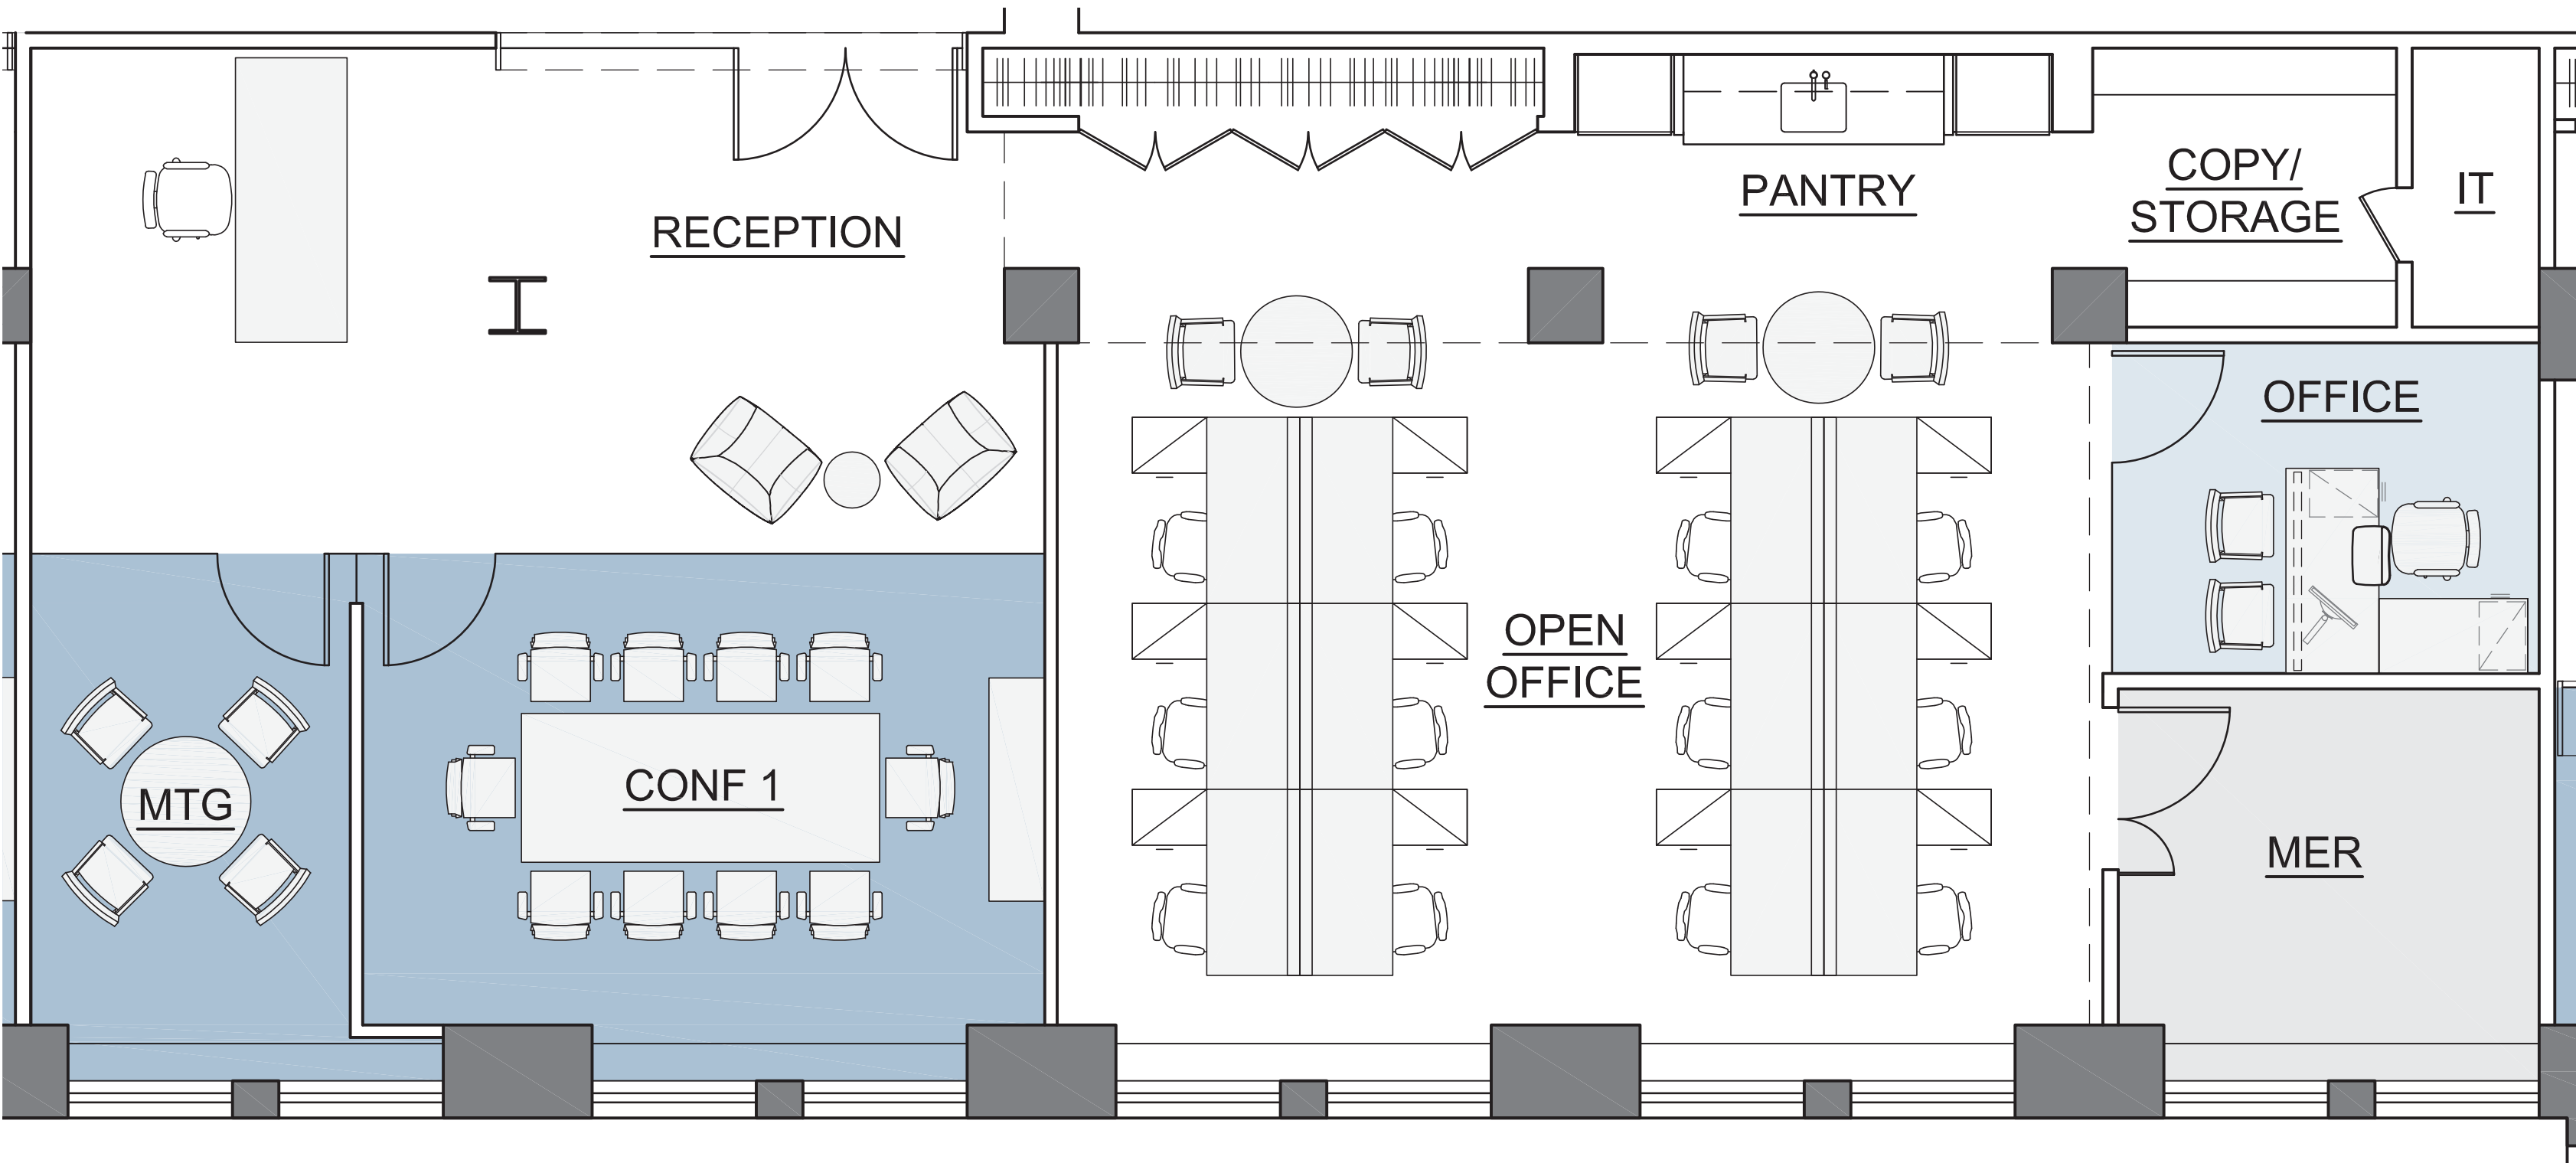 RECEPTION
PANTRY
COPY/
STORAGE
IT
OFFICE
OPEN
OFFICE
MTG
CONF 1
MER